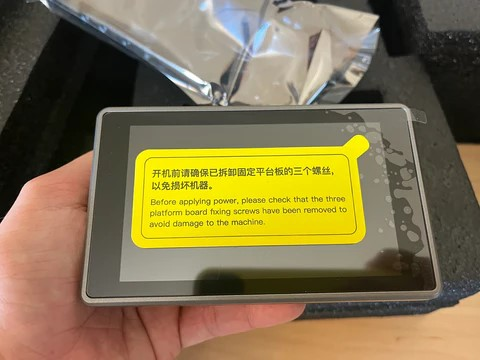 开机前请确保已拆卸固定平台板的三个螺丝,
以免损坏机器。
Before applying power, please check that the three
platform board fixing screws have been removed to
avoid damage to the machine.